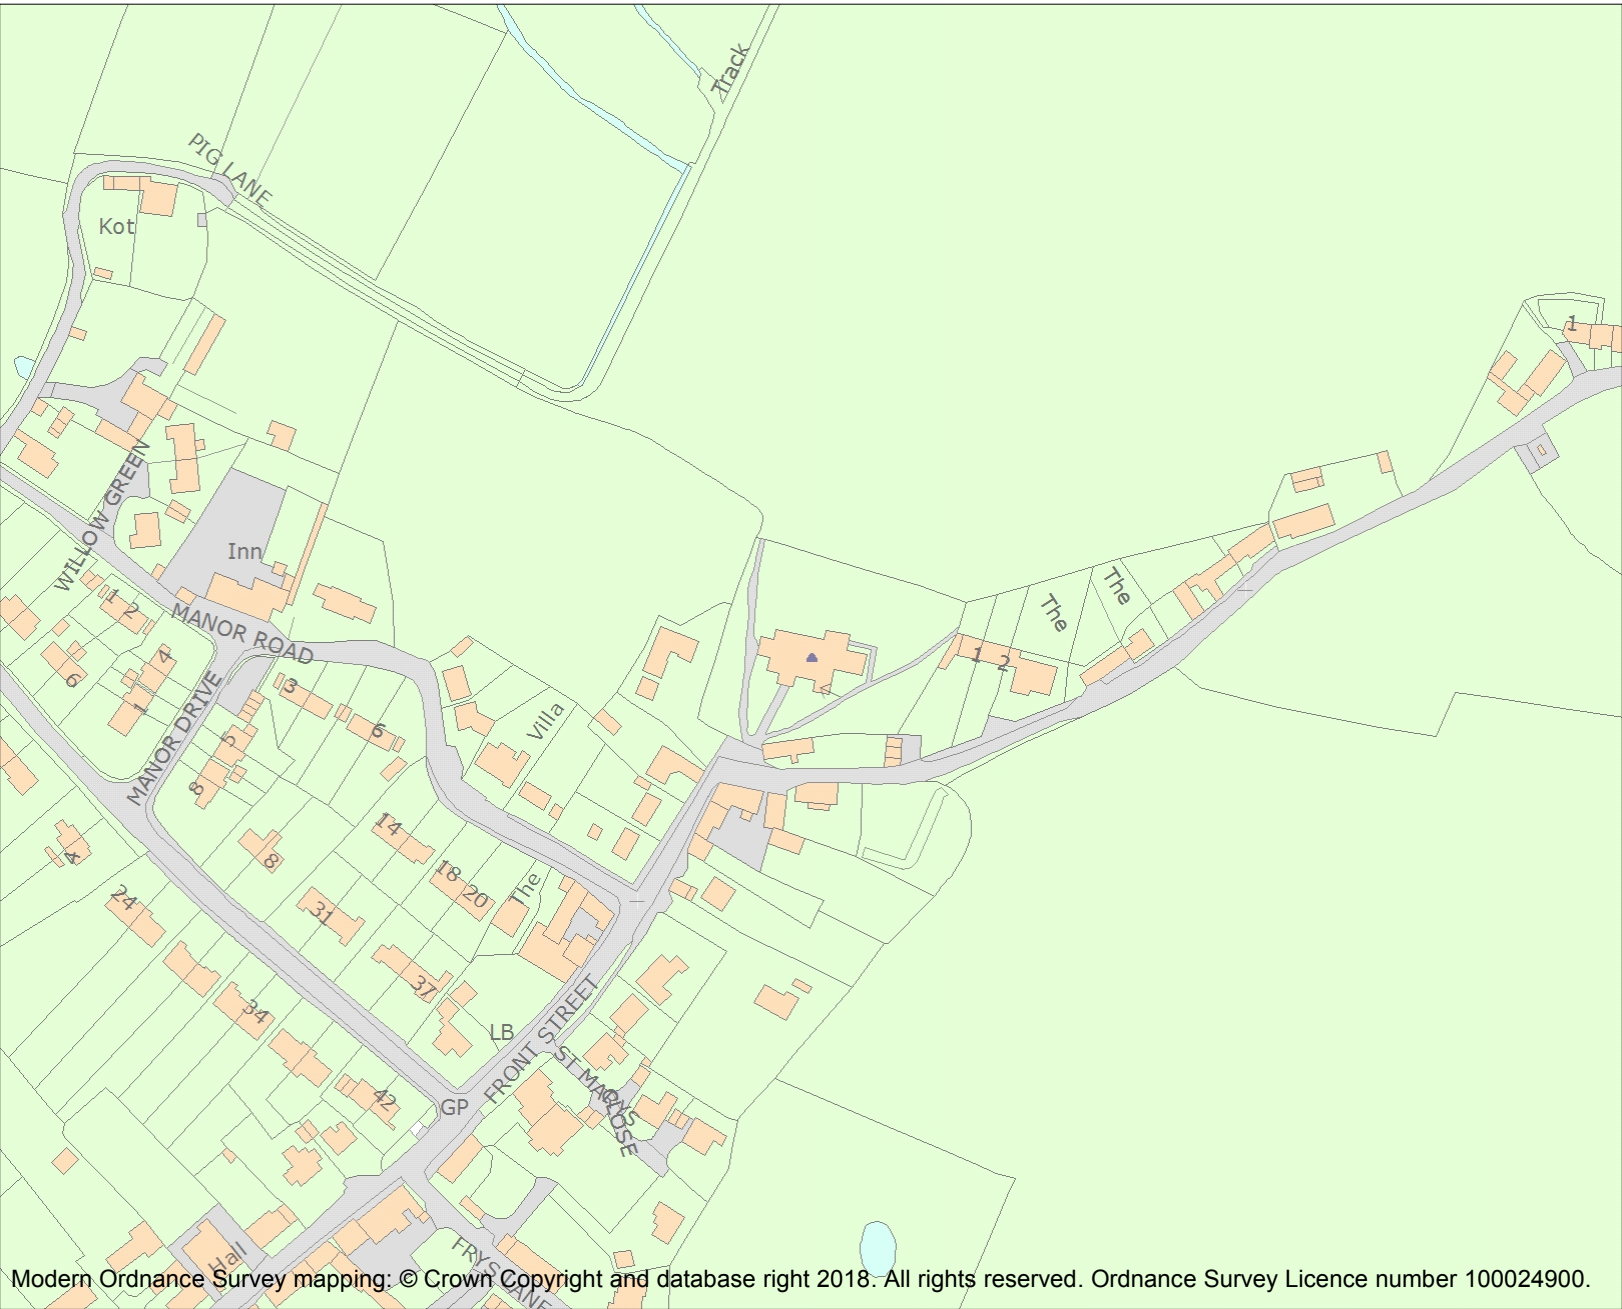 Track
PIG LANE
Kot
1
WILLOW GREEN
Inn
The
The
1 2
MANOR ROAD
1 2
4
6
1
3
MANOR DRIVE
6
5
8
Villa
14
8
4
18 20
The
24
31
37
34
LB
FRONT STREET
ST MARYS
CLOSE
42
GP
Hall
FRYS LANE
Modern Ordnance Survey mapping: © Crown Copyright and database right 2018. All rights reserved. Ordnance Survey Licence number 100024900.